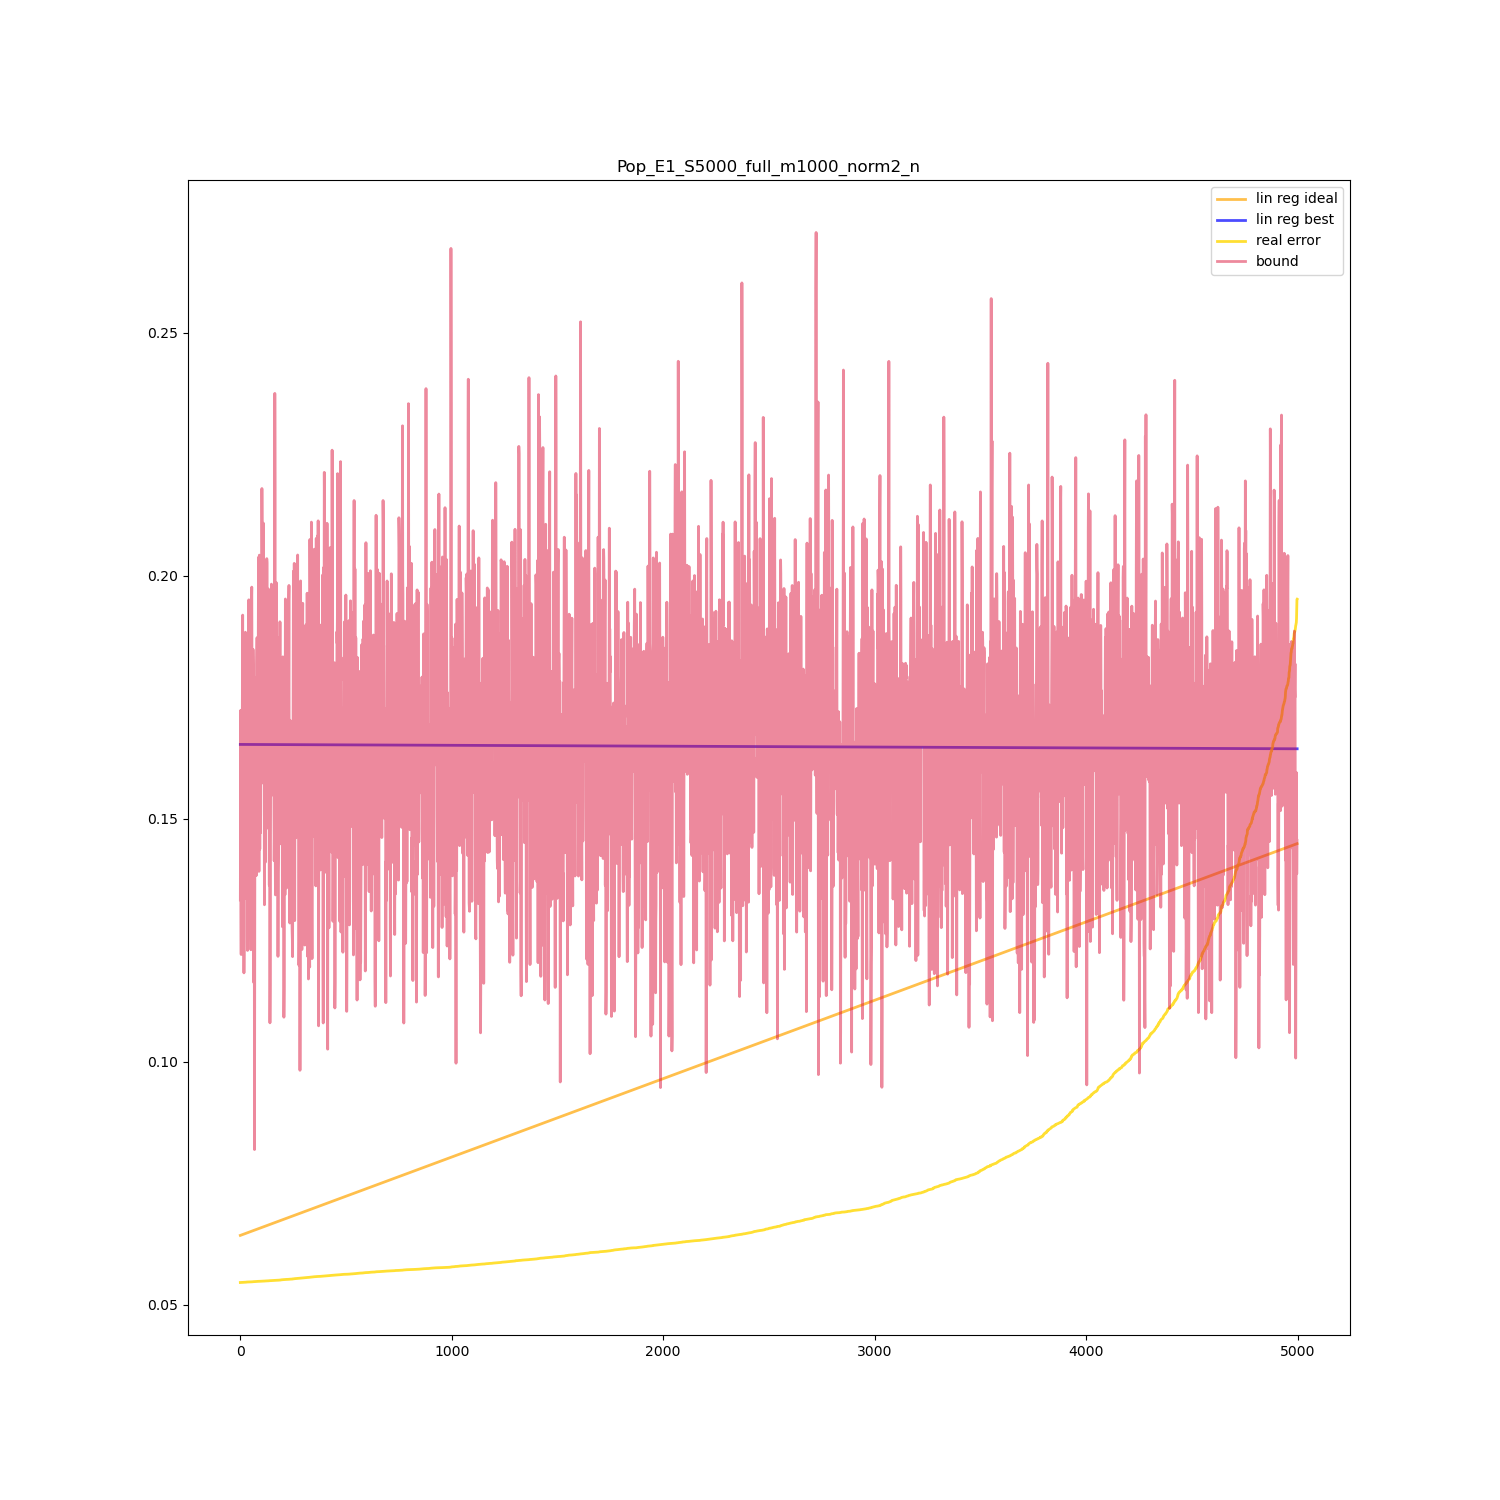 Pop_E1_S5000_full_m1000_norm2_n
lin reg ideal
lin reg best
real error
bound
0.25
0.20
0.15
0.10
0.05
0 1000 2000 3000 4000 5000